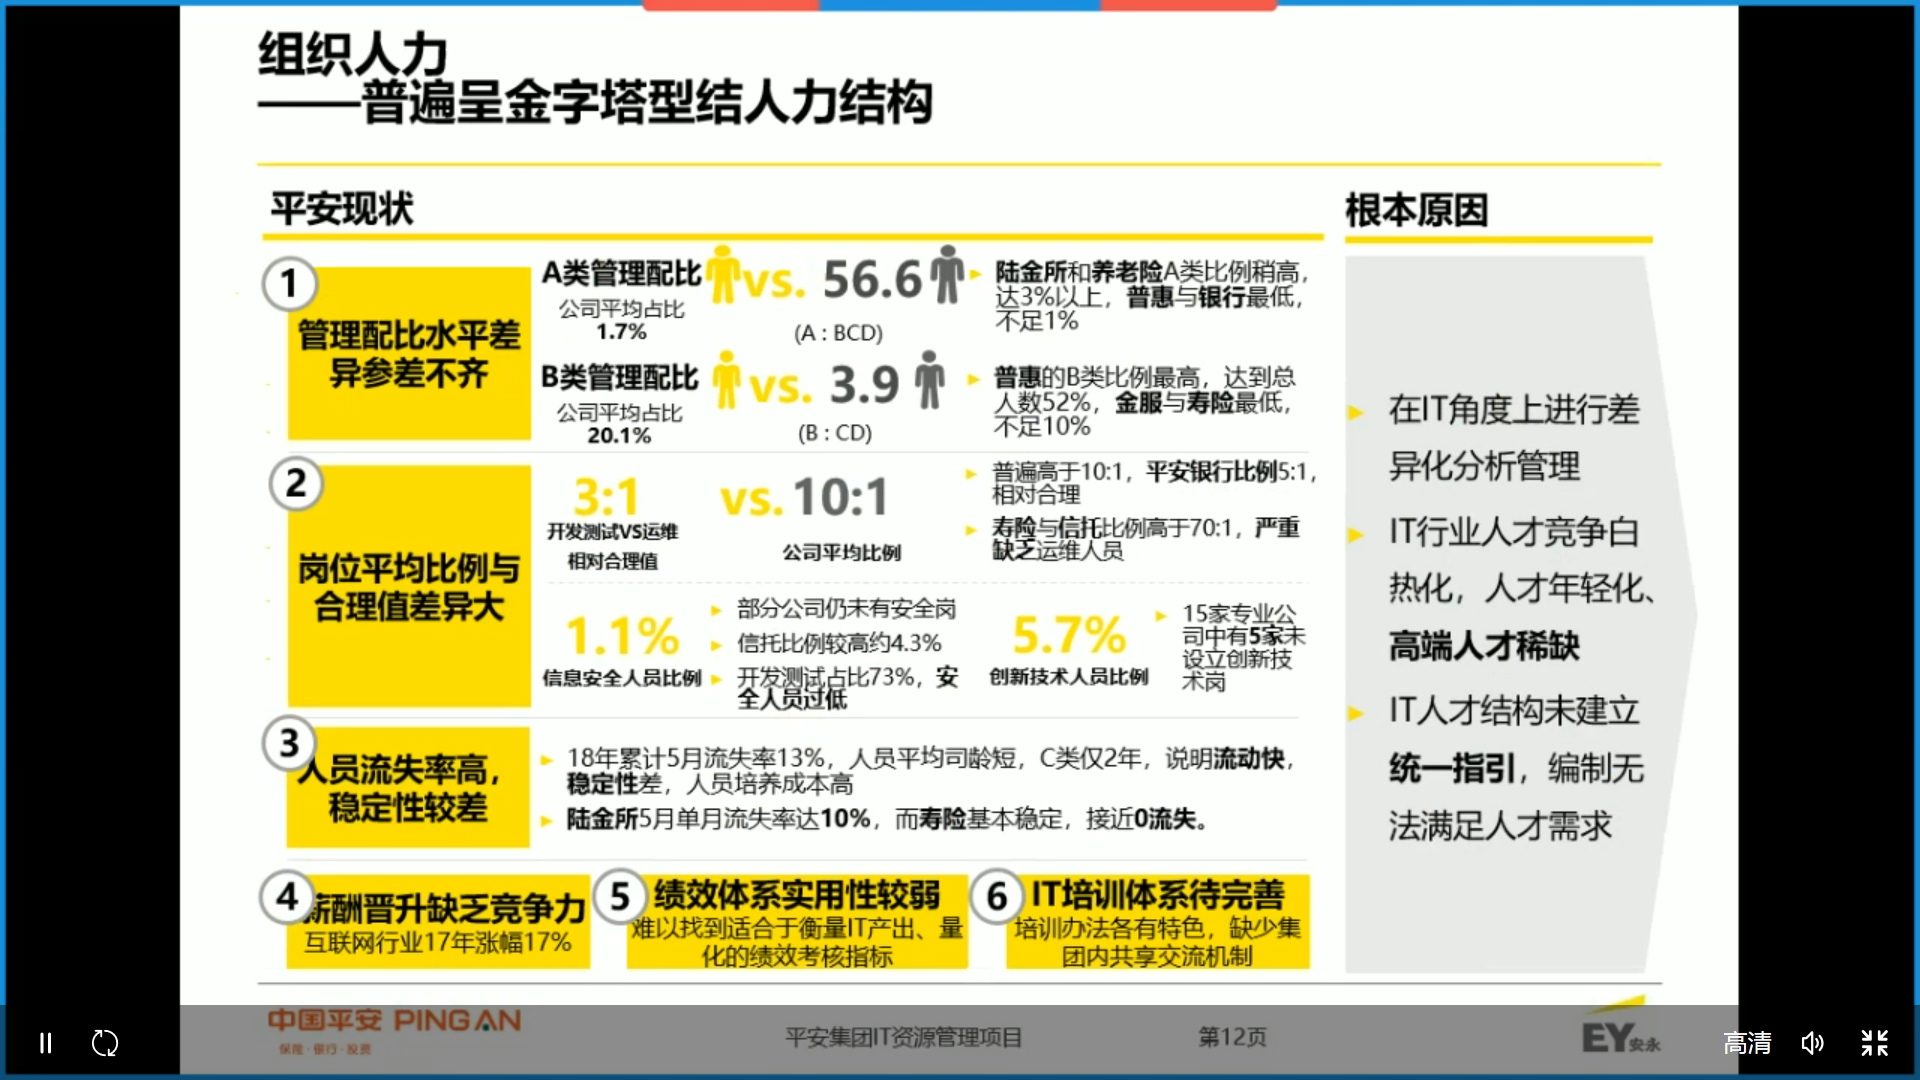 组织人力
——普遍呈金字塔型结人力结构
平安现状
1
管理配比水平差
异参差不齐
A类管理配比
公司平均占比
1.7%
vs. 56.6
(A : BCD)
陆金所和养老险A类比例稍高，
达3%以上，普惠与银行最低，
不足1%
B类管理配比
公司平均占比
20.1%
vs. 3.9
(B : CD)
普惠的B类比例最高，达到总
人数52%，金服与寿险最低，
不足10%
2
岗位平均比例与
合理值差异大
3:1
开发测试VS运维
相对合理值
vs. 10:1
公司平均比例
普遍高于10:1，平安银行比例5:1，
相对合理
寿险与信托比例高于70:1，严重
缺乏运维人员
1.1%
信息安全人员比例
部分公司仍未有安全岗
信托比例较高约4.3%
开发测试占比73%，安
全人员过低
5.7%
创新技术人员比例
15家专业公
司中有5家未
设立创新技
术岗
3
人员流失率高，
稳定性较差
18年累计5月流失率13%，人员平均司龄短，C类仅2年，说明流动快，
稳定性差，人员培养成本高
陆金所5月单月流失率达10%，而寿险基本稳定，接近0流失。
4
薪酬晋升缺乏竞争力
互联网行业17年涨幅17%
5
绩效体系实用性较弱
难以找到适合于衡量IT产出、量
化的绩效考核指标
6
IT培训体系待完善
培训办法各有特色，缺少集
团内共享交流机制
根本原因
在IT角度上进行差
异化分析管理
IT行业人才竞争白
热化，人才年轻化、
高端人才稀缺
IT人才结构未建立
统一指引，编制无
法满足人才需求
中国平安 PING AN
保险·银行·投资
平安集团IT资源管理项目
第12页
EY安永
高清